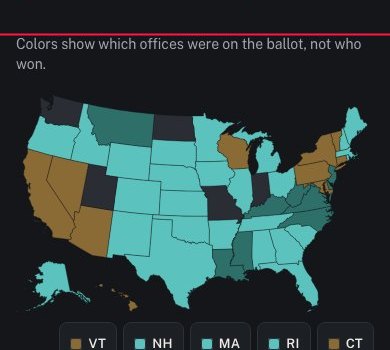 Colors show which offices were on the ballot, not who
won.
VT
NH
MA
RI
CT